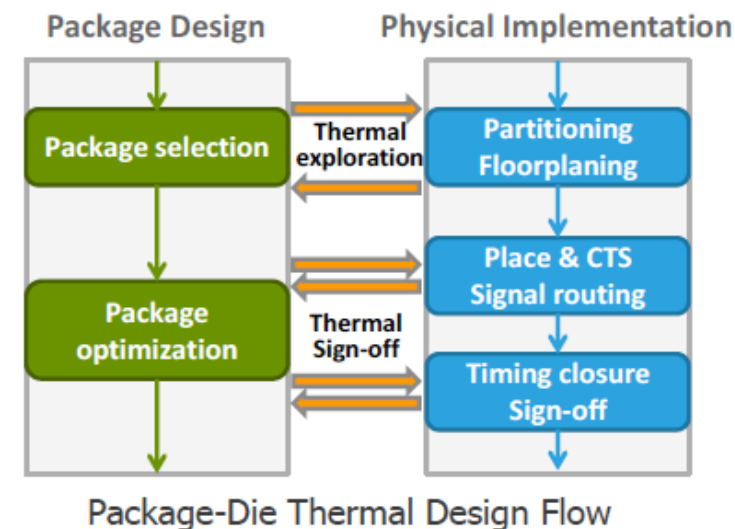 Package Design
Physical Implementation
Package selection
Thermal
exploration
Partitioning
Floorplaning
Place & CTS
Signal routing
Package
optimization
Thermal
Sign-off
Timing closure
Sign-off
Package-Die Thermal Design Flow